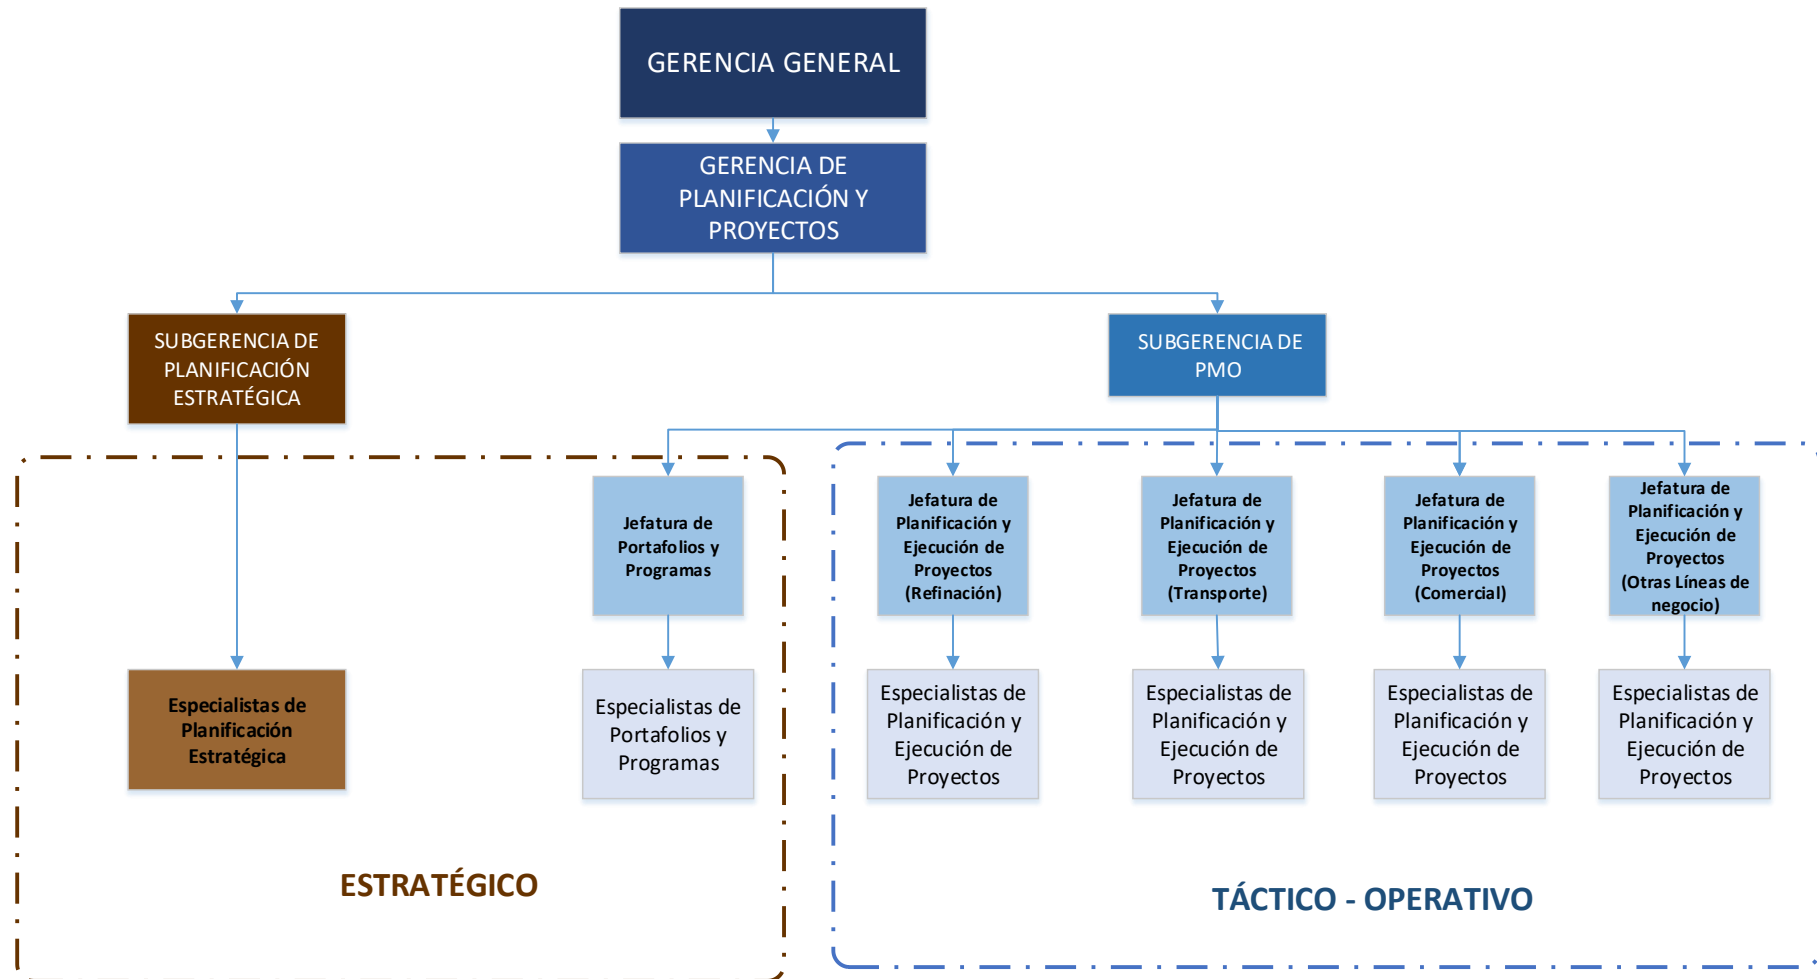 GERENCIA GENERAL
GERENCIA DE
PLANIFICACIÓN Y
PROYECTOS
SUBGERENCIA DE
PLANIFICACIÓN
ESTRATÉGICA
SUBGERENCIA DE
PMO
Jefatura de
Portafolios y
Programas
Jefatura de
Planificación y
Ejecución de
Proyectos
(Refinación)
Jefatura de
Planificación y
Ejecución de
Proyectos
(Transporte)
Jefatura de
Planificación y
Ejecución de
Proyectos
(Comercial)
Jefatura de
Planificación y
Ejecución de
Proyectos
(Otras Líneas de
negocio)
Especialistas de
Planificación
Estratégica
Especialistas de
Portafolios y
Programas
Especialistas de
Planificación y
Ejecución de
Proyectos
Especialistas de
Planificación y
Ejecución de
Proyectos
Especialistas de
Planificación y
Ejecución de
Proyectos
Especialistas de
Planificación y
Ejecución de
Proyectos
ESTRATÉGICO
TÁCTICO - OPERATIVO